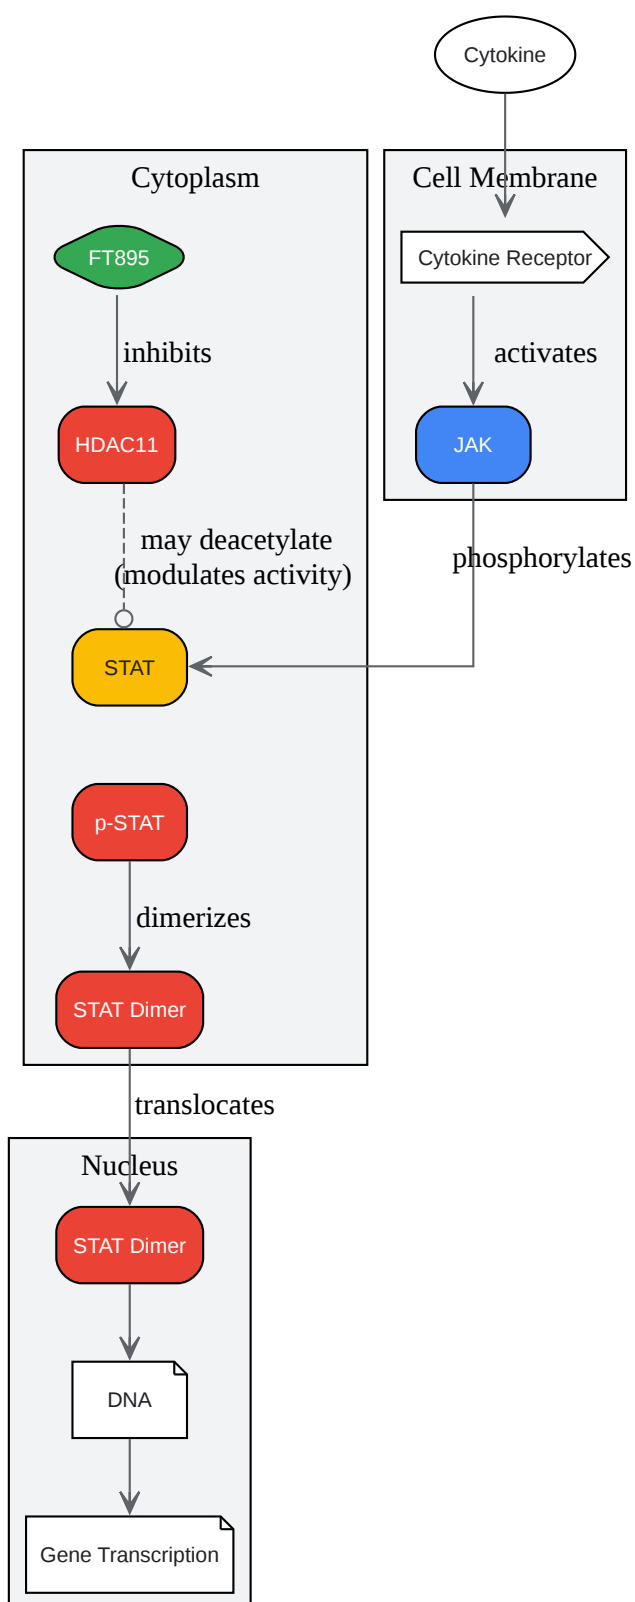 Cytokine
Cytoplasm
Cell Membrane
FT895
Cytokine Receptor
inhibits
activates
HDAC11
JAK
may deacetylate
(modulates activity)
phosphorylates
STAT
p-STAT
dimerizes
STAT Dimer
translocates
Nucleus
STAT Dimer
DNA
Gene Transcription